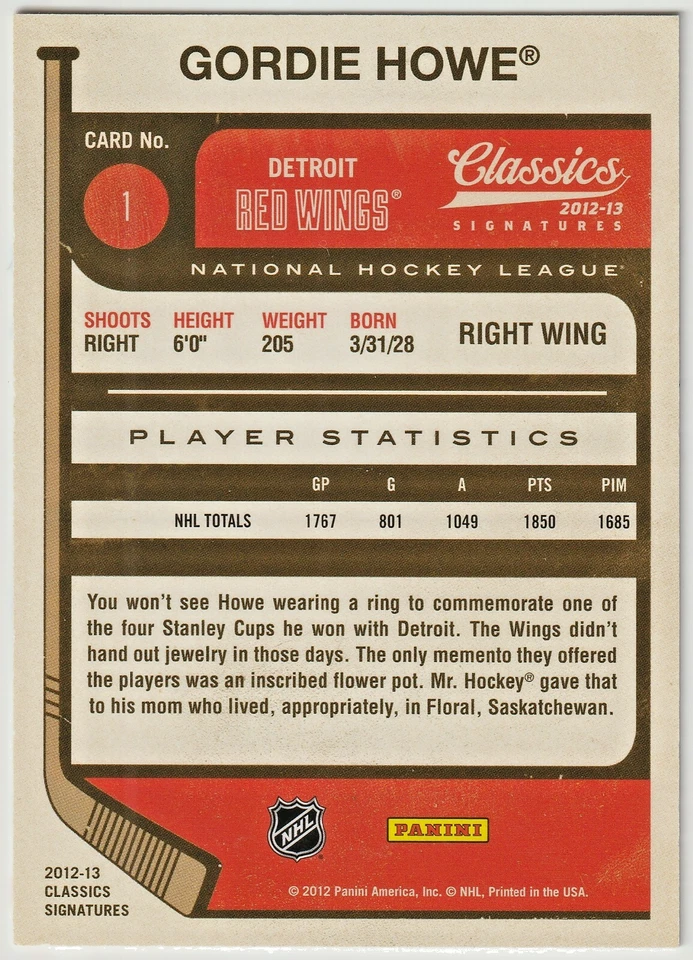 GORDIE HOWE®
CARD No.
1
DETROIT
RED WINGS®
Classics
2012-13
SIGNATURES
NATIONAL HOCKEY LEAGUE
SHOOTS HEIGHT WEIGHT BORN
RIGHT 6'0" 205 3/31/28
RIGHT WING
PLAYER STATISTICS
GP G A PTS PIM
NHL TOTALS 1767 801 1049 1850 1685
You won't see Howe wearing a ring to commemorate one of
the four Stanley Cups he won with Detroit. The Wings didn't
hand out jewelry in those days. The only memento they offered
the players was an inscribed flower pot. Mr. Hockey® gave that
to his mom who lived, appropriately, in Floral, Saskatchewan.
NHL
PANINI
2012-13
CLASSICS
SIGNATURES
© 2012 Panini America, Inc. © NHL, Printed in the USA.